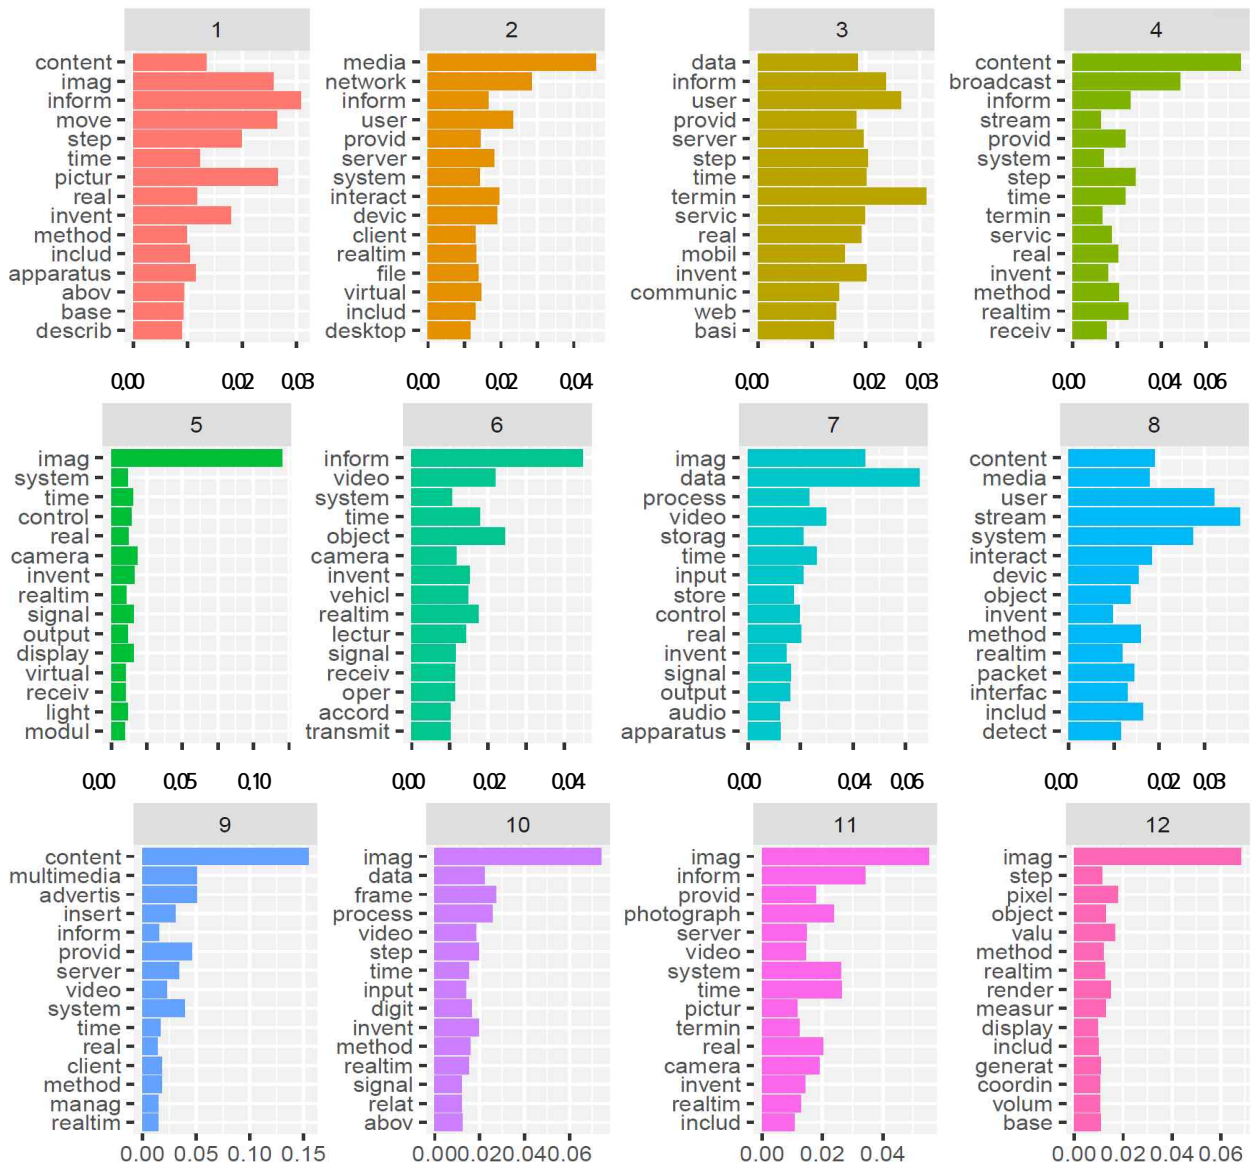 1 2 3 4
content media data content
imag network inform broadcast
inform inform user inform
move user provid stream
step provid server provid
time server step system
pictur system time step
real interact termin time
invent devic servic termin
method client real servic
includ realtim mobil real
apparatus file invent invent
abov virtual communic method
base includ web realtim
describ desktop basi receiv
0.00 0.02 0.03 0.00 0.02 0.04 0.00 0.02 0.03 0.00 0.04 0.06
5 6 7 8
imag inform imag content
system video data media
time system process user
control time video stream
real object storag system
camera camera time interact
invent invent input devic
realtim vehicl store object
signal realtim control invent
output lectur real method
display signal invent realtim
virtual receiv signal packet
receiv oper output interfac
light accord audio includ
modul transmit apparatus detect
0.00 0.05 0.10 0.00 0.02 0.04 0.00 0.04 0.06 0.00 0.02 0.03
9 10 11 12
content imag imag imag
multimedia data inform step
advertis frame provid pixel
insert process photograph object
inform video server valu
provid step video method
server time system realtim
video input time render
system digit pictur measur
time invent termin display
real method real includ
client realtim camera generat
method signal invent coordin
manag relat realtim volum
realtim abov includ base
0.00 0.05 0.10 0.15 0.00 0.02 0.04 0.06 0.00 0.02 0.04 0.00 0.02 0.04 0.06